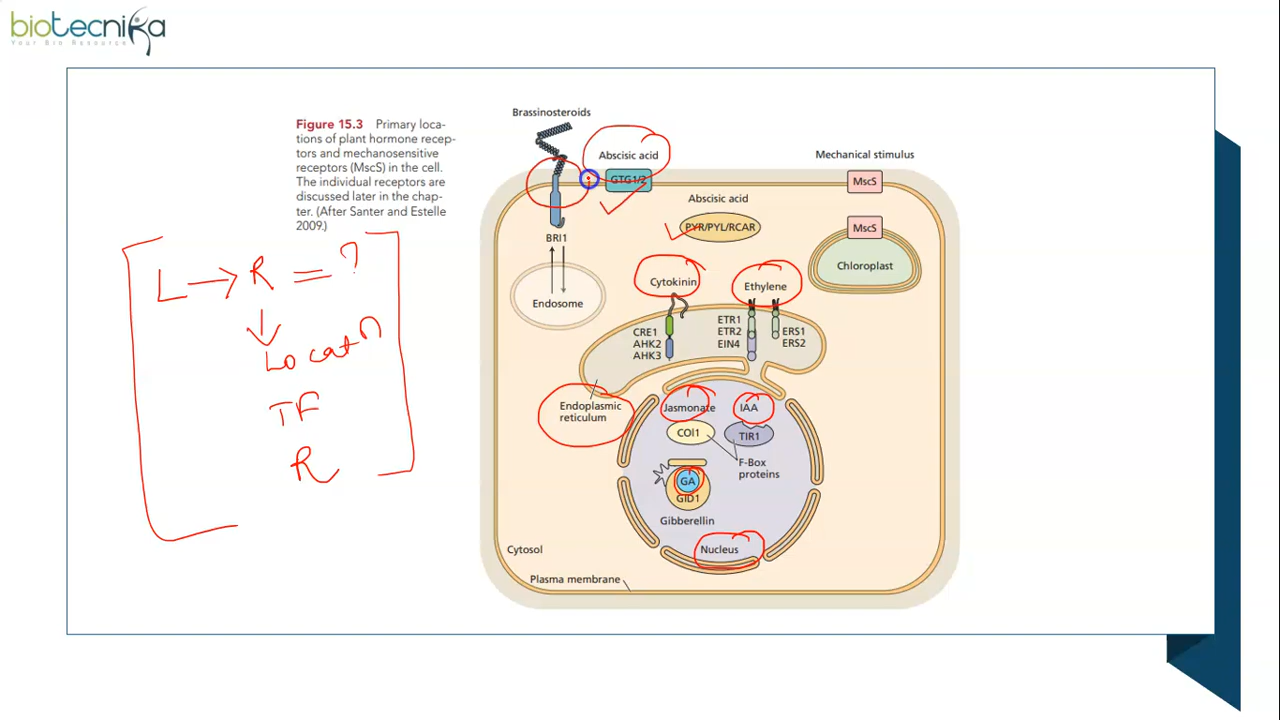 biotecnika
Your Bio Resource
Figure 15.3 Primary loca-
tions of plant hormone recep-
tors and mechanosensitive
receptors (MscS) in the cell.
The individual receptors are
discussed later in the chap-
ter. (After Santer and Estelle
2009.)
L → R = ?
↓
Locatn
TF
R
Brassinosteroids
Abscisic acid
GTG1/2
Mechanical stimulus
MscS
Abscisic acid
PYR/PYL/RCAR
MscS
Chloroplast
BRI1
Endosome
Cytokinin
Ethylene
CRE1
AHK2
AHK3
ETR1
ETR2
EIN4
ERS1
ERS2
Endoplasmic
reticulum
Jasmonate
IAA
COI1
TIR1
F-Box
proteins
GA
GID1
Gibberellin
Nucleus
Cytosol
Plasma membrane